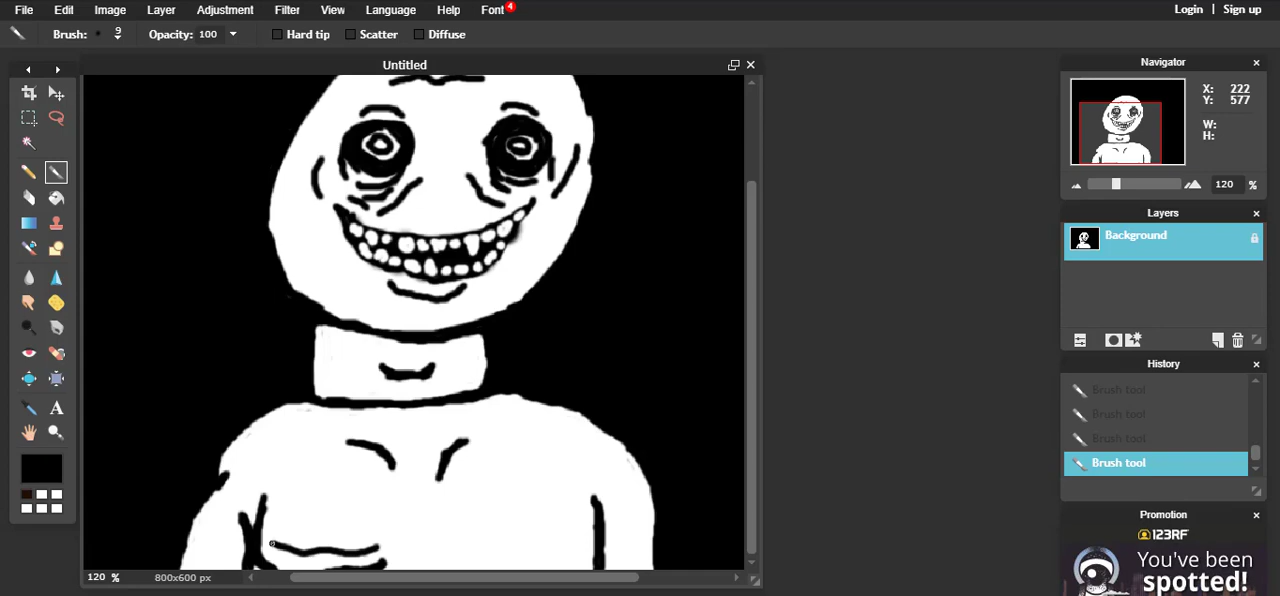 File Edit Image Layer Adjustment Filter View Language Help Font 4 Login | Sign up
Brush: 9 Opacity: 100 Hard tip Scatter Diffuse
Untitled
Navigator
X: 222
Y: 577
W:
H:
120 %
Layers
Background
History
Brush tool
Brush tool
Brush tool
Brush tool
Promotion
123RF
You've been
spotted!
A
120 % 800x600 px